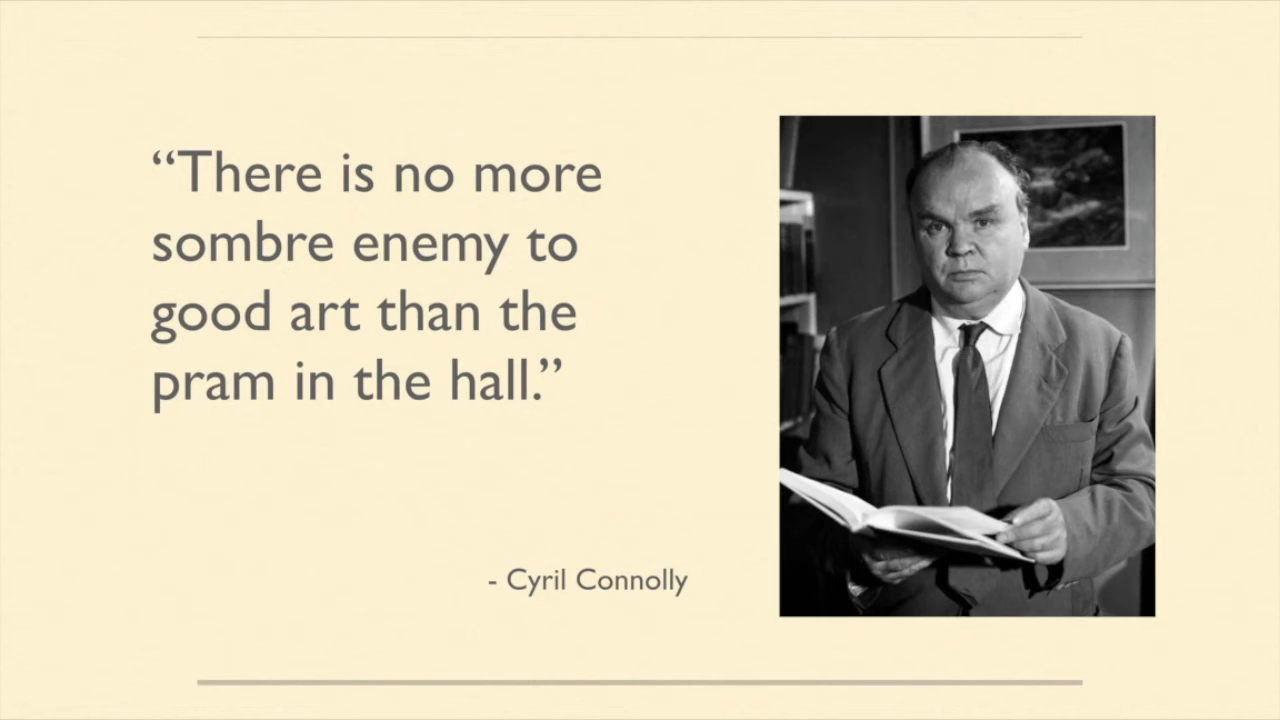 “There is no more
sombre enemy to
good art than the
pram in the hall.”
- Cyril Connolly